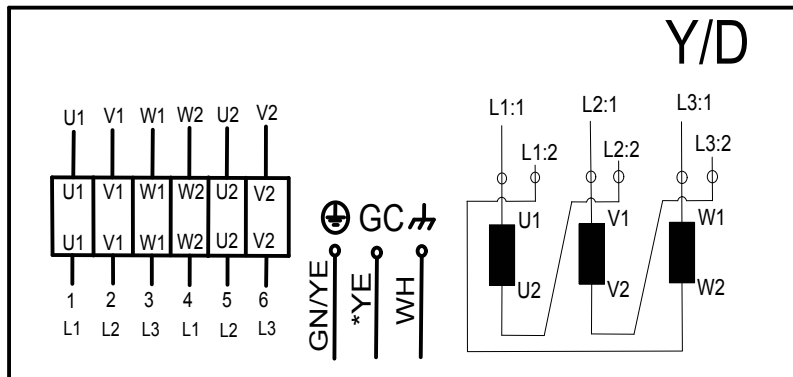 Y/D
U1 V1 W1 W2 U2 V2
U1 V1 W1 W2 U2 V2
U1 V1 W1 W2 U2 V2
1 2 3 4 5 6
L1 L2 L3 L1 L2 L3
GC
GN/YE
*YE
WH
L1:1 L2:1 L3:1
L1:2 L2:2 L3:2
U1 V1 W1
U2 V2 W2